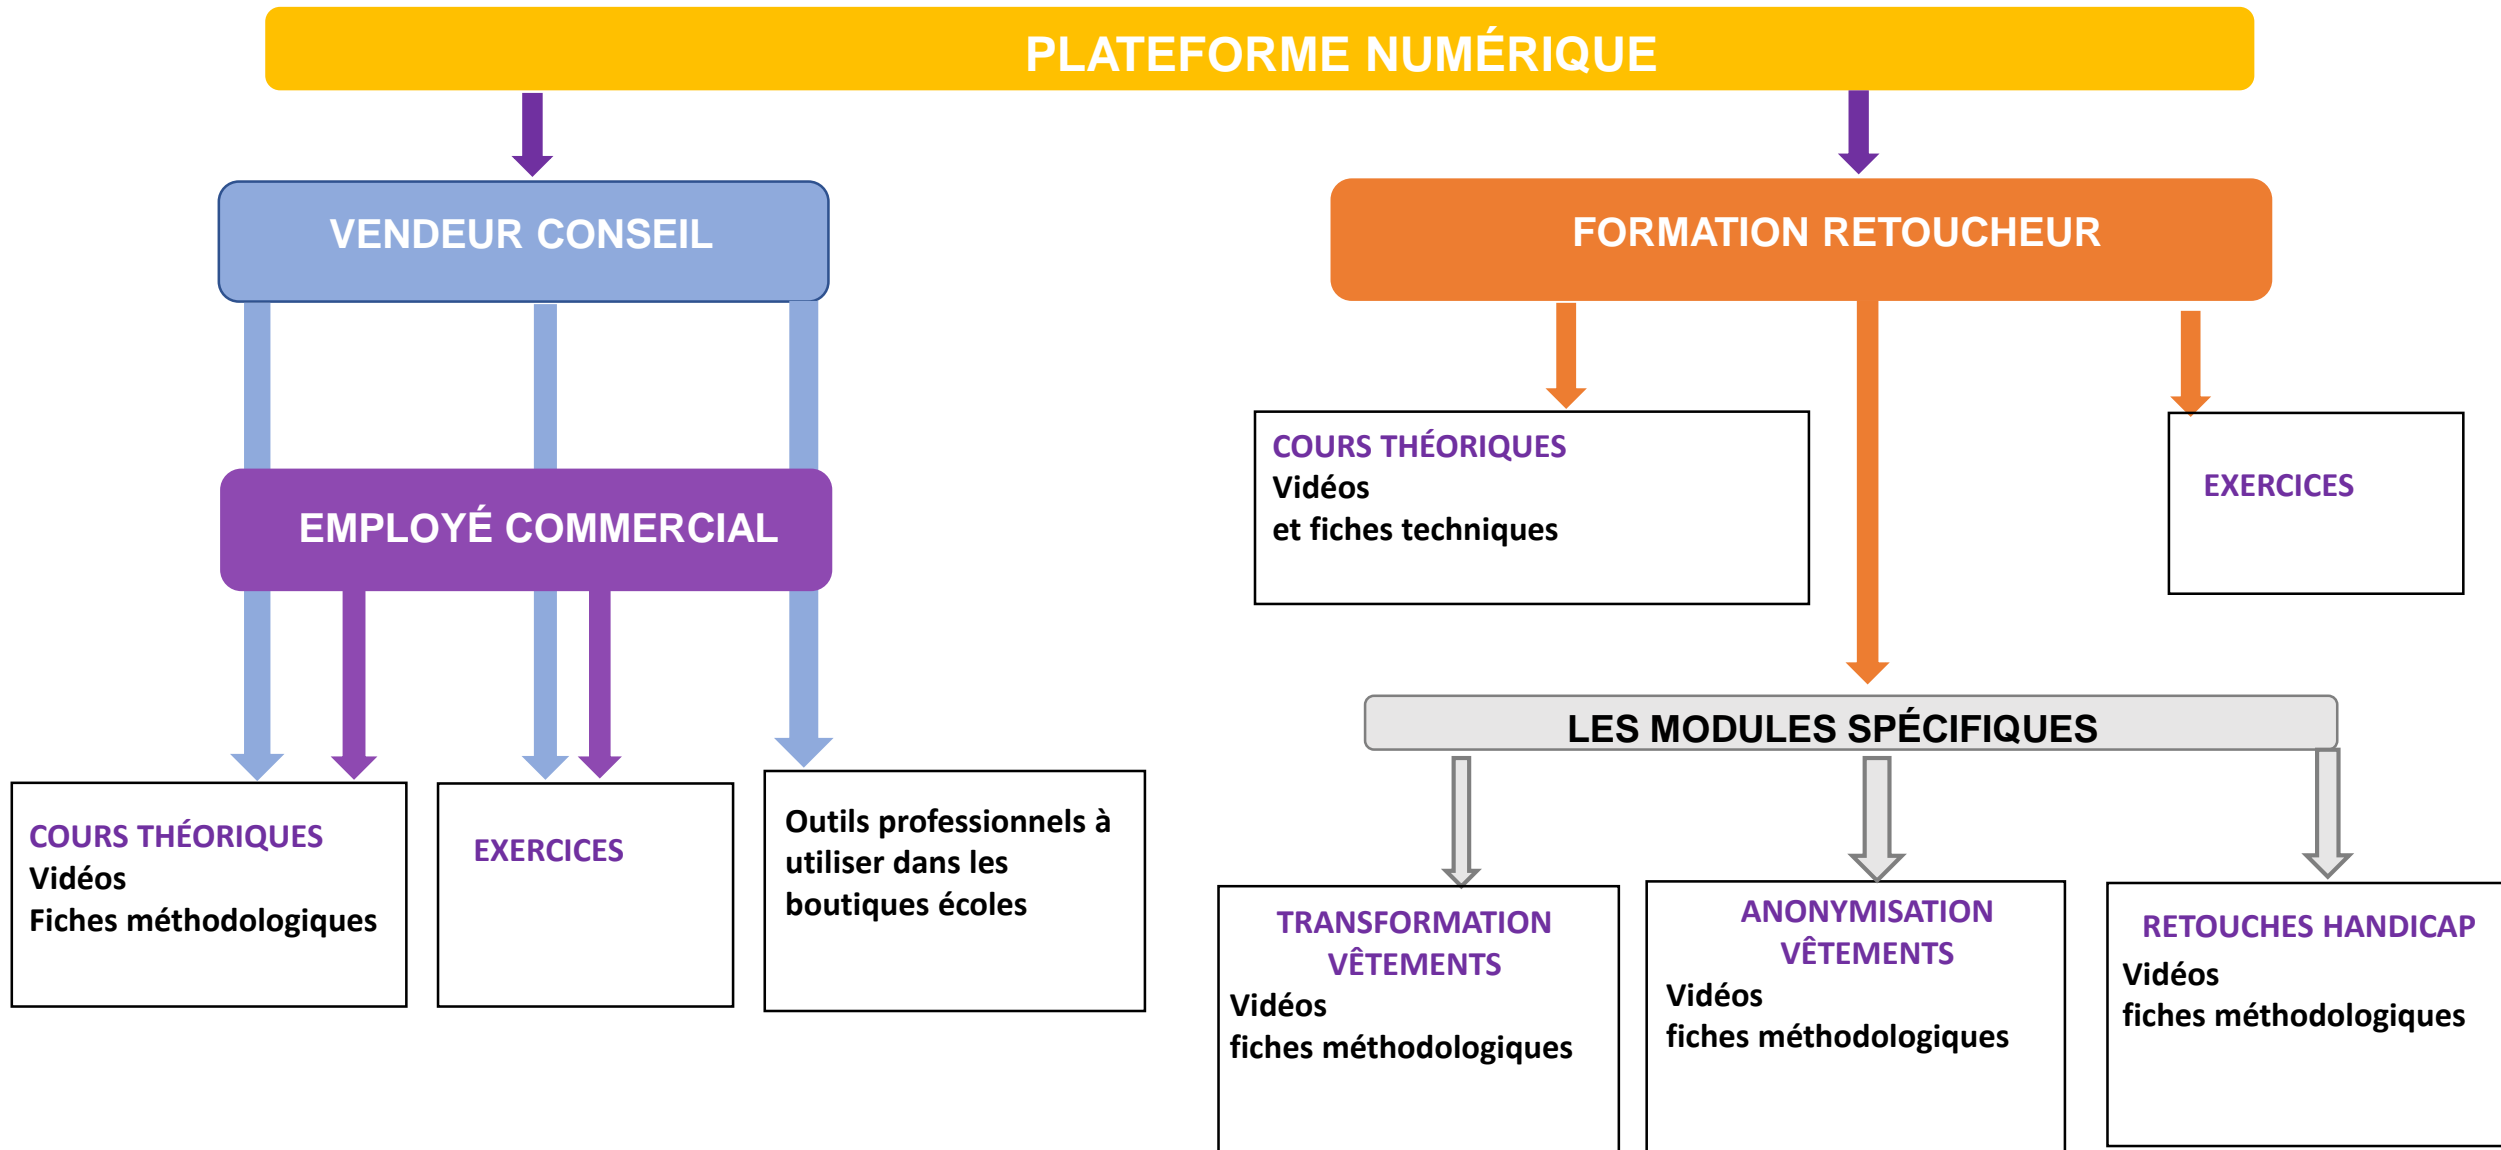 PLATEFORME NUMÉRIQUE
VENDEUR CONSEIL
FORMATION RETOUCHEUR
EMPLOYÉ COMMERCIAL
COURS THÉORIQUES
Vidéos
et fiches techniques
EXERCICES
LES MODULES SPÉCIFIQUES
COURS THÉORIQUES
Vidéos
Fiches méthodologiques
EXERCICES
Outils professionnels à
utiliser dans les
boutiques écoles
TRANSFORMATION
VÊTEMENTS
Vidéos
fiches méthodologiques
ANONYMISATION
VÊTEMENTS
Vidéos
fiches méthodologiques
RETOUCHES HANDICAP
Vidéos
fiches méthodologiques